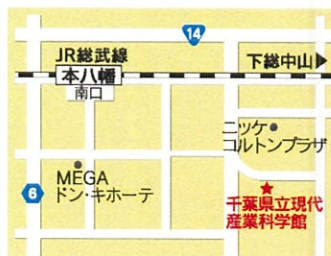 14
JR総武線
下総中山▶
本八幡
南口
ニッケ
コルトンプラザ
MEGA
ドン・キホーテ
6
千葉県立現代
産業科学館